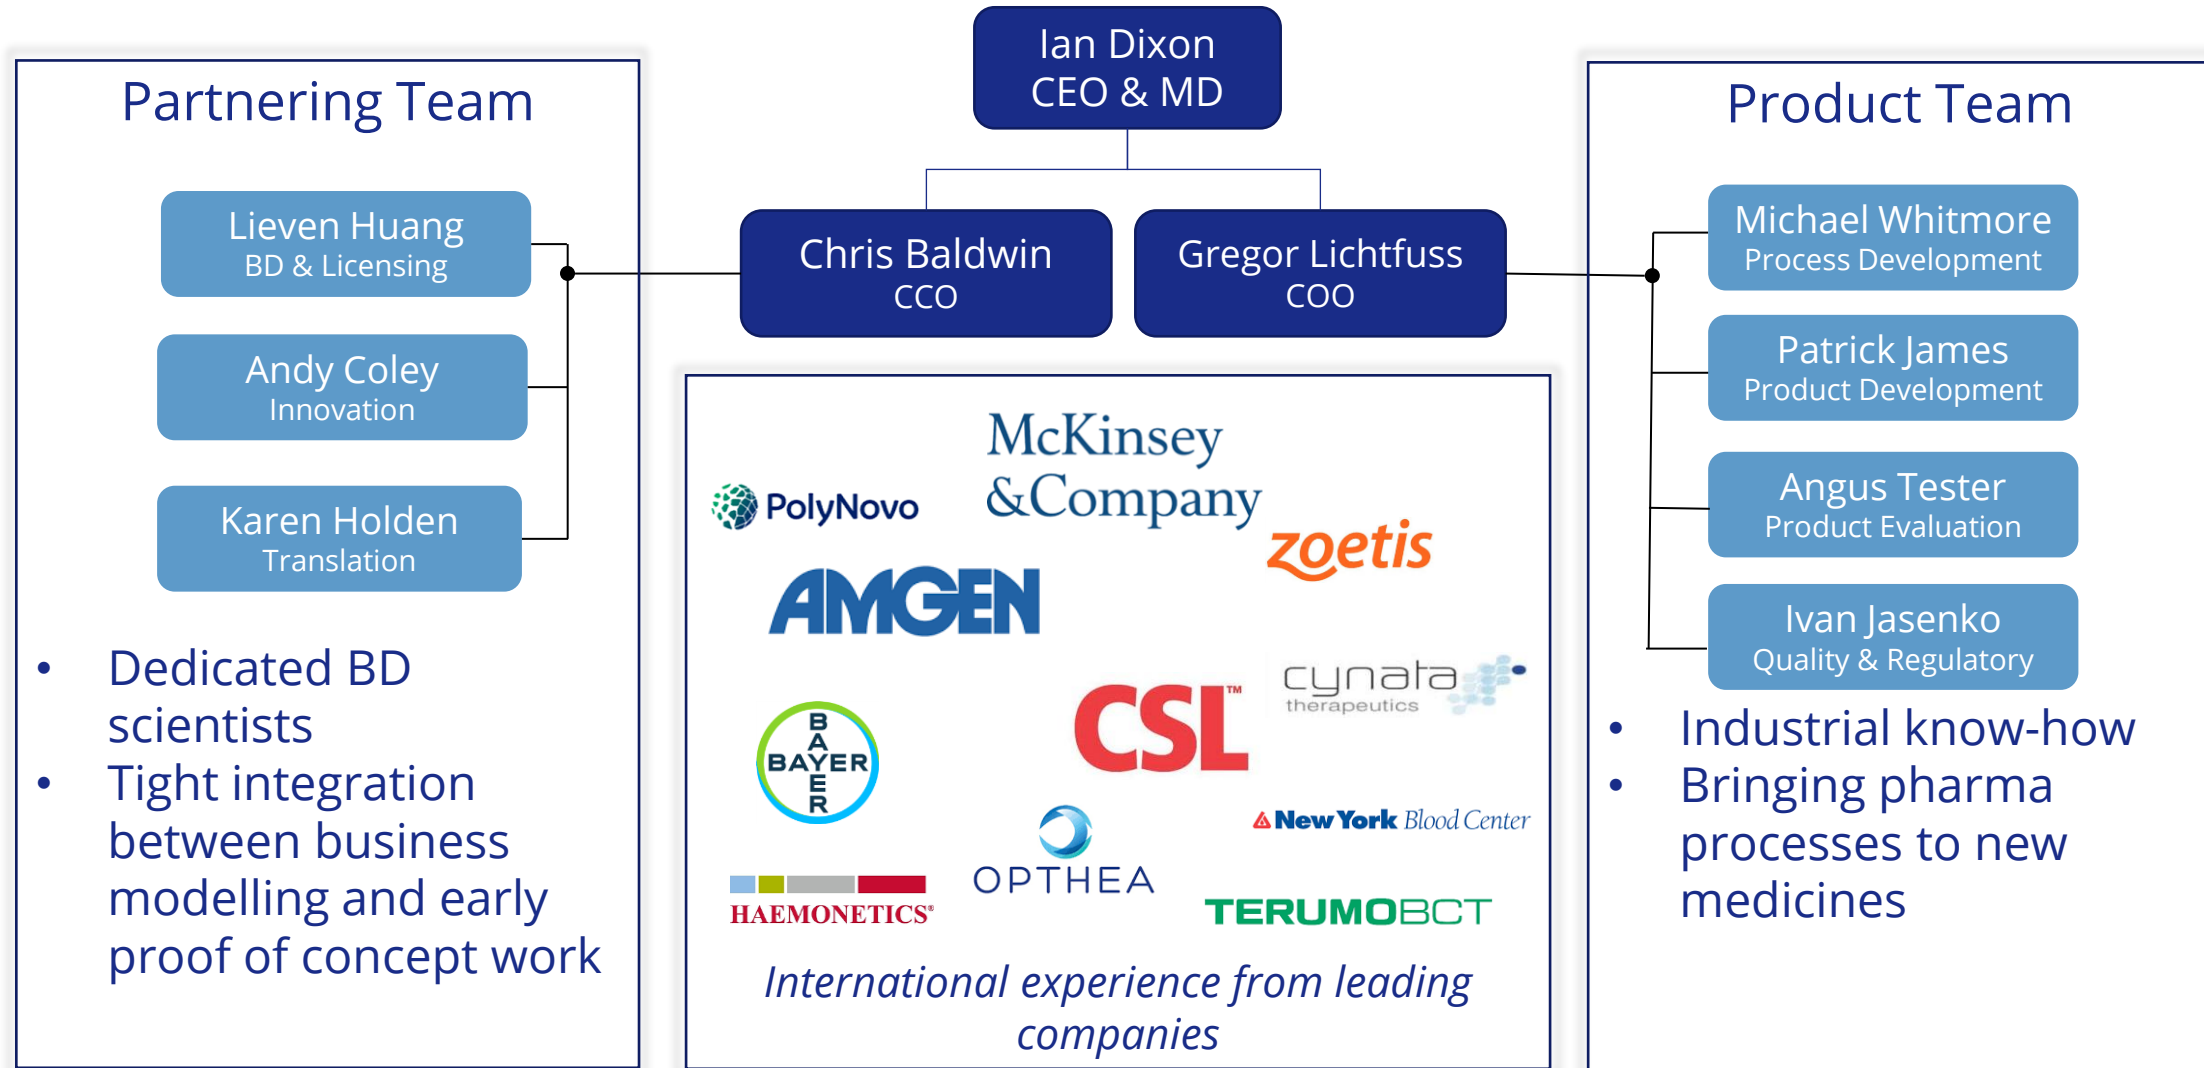 Ian Dixon
CEO & MD
Partnering Team
Lieven Huang
BD & Licensing
Andy Coley
Innovation
Karen Holden
Translation
• Dedicated BD
scientists
• Tight integration
between business
modelling and early
proof of concept work
Chris Baldwin
CCO
Gregor Lichtfuss
COO
McKinsey
&Company
PolyNovo
zoetis
AMGEN
cynata
therapeutics
CSL™
BAYER
BAYER
New York Blood Center
OPTHEA
HAEMONETICS®
TERUMOBCT
International experience from leading
companies
Product Team
Michael Whitmore
Process Development
Patrick James
Product Development
Angus Tester
Product Evaluation
Ivan Jasenko
Quality & Regulatory
• Industrial know-how
• Bringing pharma
processes to new
medicines